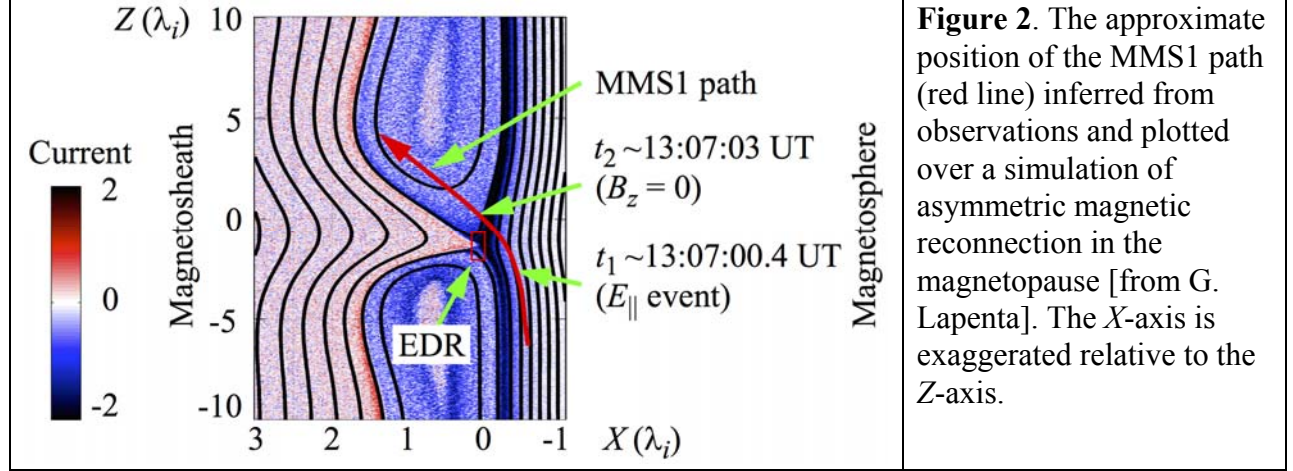 Z (λi)
10
5
0
-5
-10
3 2 1 0 -1 X (λi)
Current
2
0
-2
Magnetosheath
MMS1 path
t2 ~13:07:03 UT
(Bz = 0)
t1 ~13:07:00.4 UT
(E|| event)
EDR
Magnetosphere
Figure 2. The approximate
position of the MMS1 path
(red line) inferred from
observations and plotted
over a simulation of
asymmetric magnetic
reconnection in the
magnetopause [from G.
Lapenta]. The X-axis is
exaggerated relative to the
Z-axis.